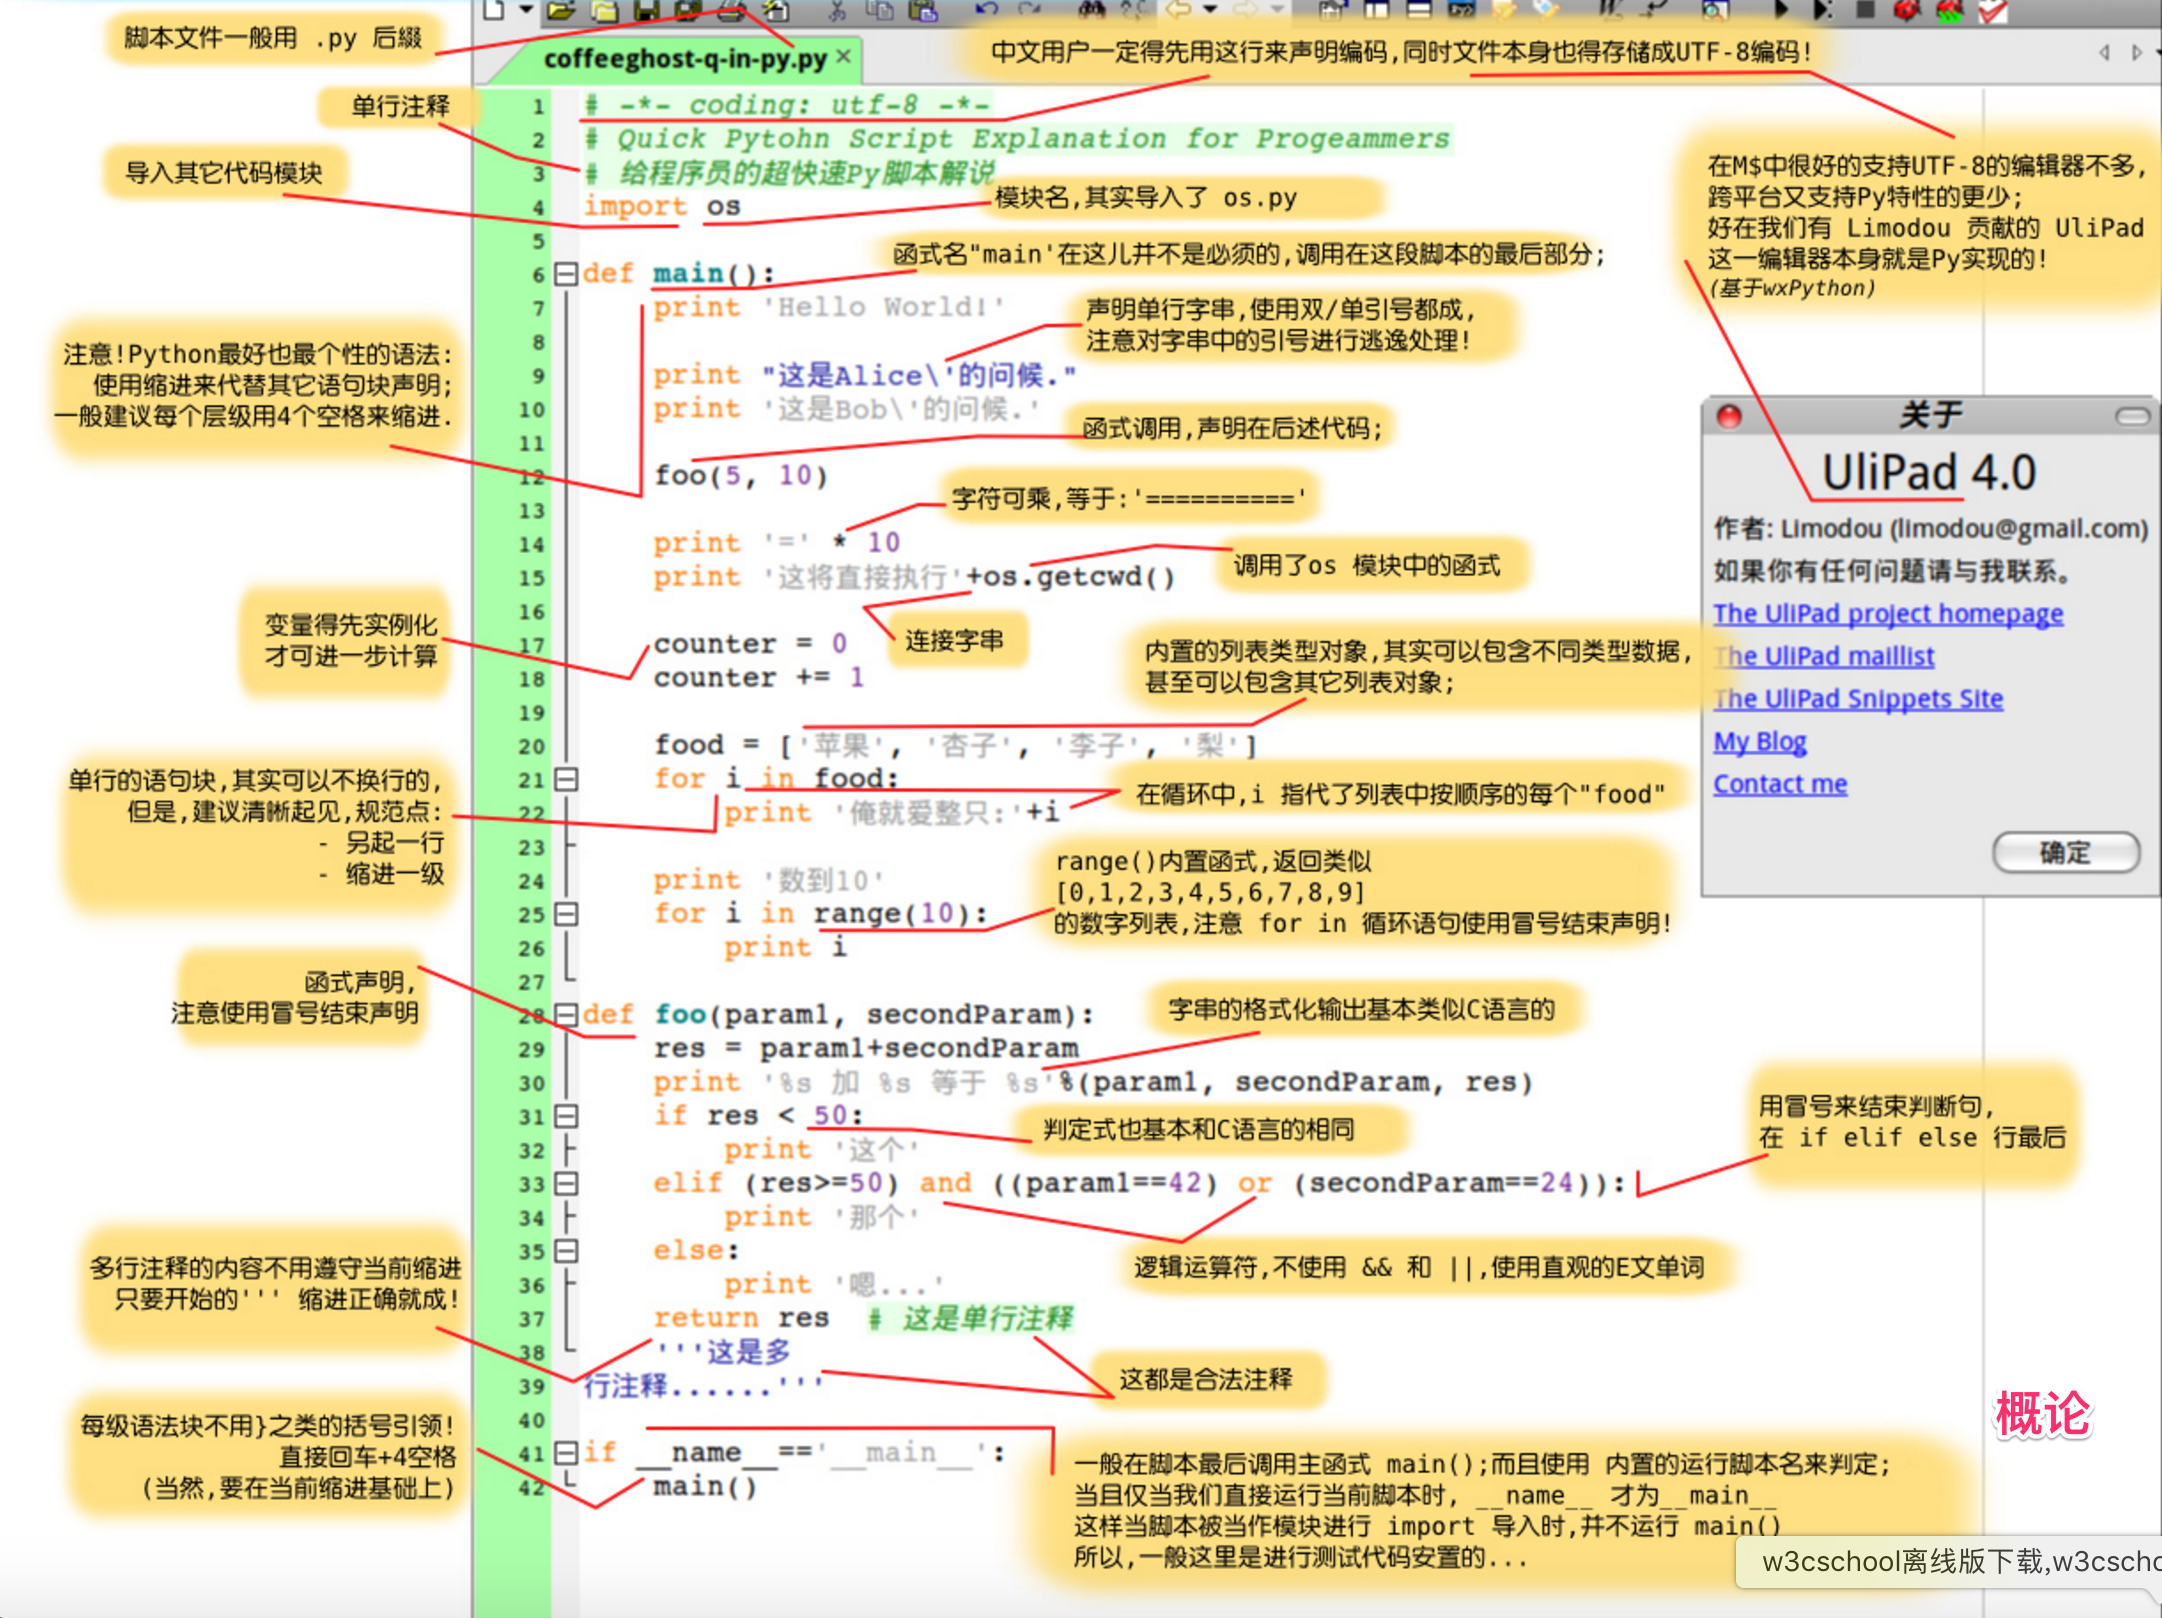 脚本文件一般用 .py 后缀
coffeeghost-q-in-py.py
中文用户一定得先用这行来声明编码,同时文件本身也得存储成UTF-8编码!
单行注释
导入其它代码模块
1 # -*- coding: utf-8 -*-
2 # Quick Pytohn Script Explanation for Progeammers
3 # 给程序员的超快速Py脚本解说
4 import os
模块名,其实导入了 os.py
在M$中很好的支持UTF-8的编辑器不多,
跨平台又支持Py特性的更少;
好在我们有 Limodou 贡献的 UliPad
这一编辑器本身就是Py实现的!
(基于wxPython)
5
函式名"main'在这儿并不是必须的,调用在这段脚本的最后部分;
6 def main():
7 print 'Hello World!'
声明单行字串,使用双/单引号都成,
注意对字串中的引号进行逃逸处理!
8
注意!Python最好也最个性的语法:
使用缩进来代替其它语句块声明;
一般建议每个层级用4个空格来缩进.
9 print "这是Alice\'的问候."
10 print '这是Bob\'的问候.'
函式调用,声明在后述代码;
11
12 foo(5, 10)
字符可乘,等于:'=========='
13
14 print '=' * 10
15 print '这将直接执行'+os.getcwd()
调用了os 模块中的函式
关于
UliPad 4.0
作者: Limodou (limodou@gmail.com)
如果你有任何问题请与我联系。
The UliPad project homepage
The UliPad maillist
The UliPad Snippets Site
My Blog
Contact me
确定
16
变量得先实例化
才可进一步计算
连接字串
17 counter = 0
18 counter += 1
内置的列表类型对象,其实可以包含不同类型数据,
甚至可以包含其它列表对象;
19
20 food = ['苹果', '杏子', '李子', '梨']
21 for i in food:
22 print '俺就爱整只:'+i
在循环中,i 指代了列表中按顺序的每个"food"
单行的语句块,其实可以不换行的,
但是,建议清晰起见,规范点:
- 另起一行
- 缩进一级
23
24 print '数到10'
25 for i in range(10):
26 print i
range()内置函式,返回类似
[0,1,2,3,4,5,6,7,8,9]
的数字列表,注意 for in 循环语句使用冒号结束声明!
27
函式声明,
注意使用冒号结束声明
字串的格式化输出基本类似C语言的
28 def foo(param1, secondParam):
29 res = param1+secondParam
30 print '%s 加 %s 等于 %s'%(param1, secondParam, res)
31 if res < 50:
判定式也基本和C语言的相同
用冒号来结束判断句,
在 if elif else 行最后
32 print '这个'
33 elif (res>=50) and ((param1==42) or (secondParam==24)):
34 print '那个'
35 else:
逻辑运算符,不使用 && 和 ||,使用直观的E文单词
36 print '嗯...'
多行注释的内容不用遵守当前缩进
只要开始的''' 缩进正确就成!
37 return res # 这是单行注释
38 '''这是多
39 行注释......'''
这都是合法注释
40
概论
每级语法块不用}之类的括号引领!
直接回车+4空格
(当然,要在当前缩进基础上)
41 if __name__=='__main__':
42 main()
一般在脚本最后调用主函式 main();而且使用 内置的运行脚本名来判定;
当且仅当我们直接运行当前脚本时, __name__ 才为__main__
这样当脚本被当作模块进行 import 导入时,并不运行 main()
所以,一般这里是进行测试代码安置的...
w3cschool离线版下载,w3cscho